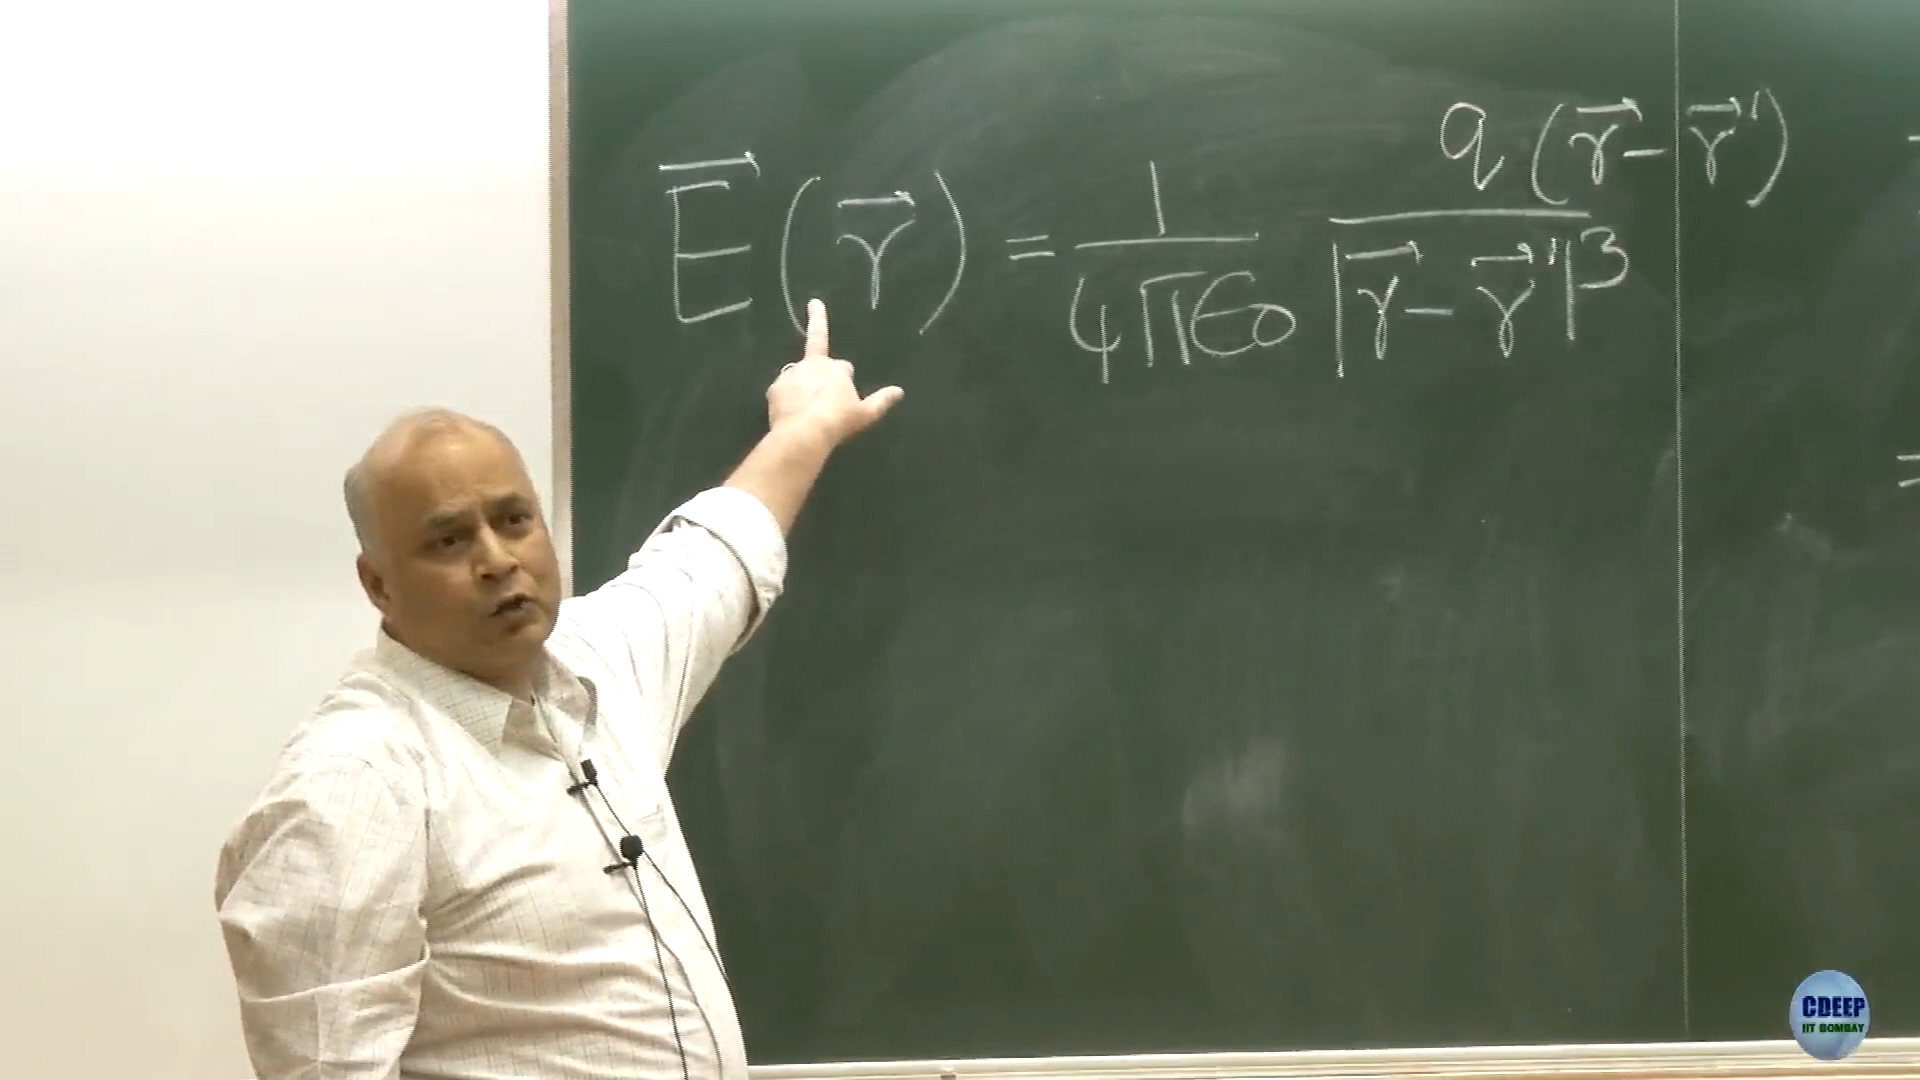 E⃗(r⃗) = 1/4πε₀ q(r⃗ - r⃗')/|r⃗ - r⃗'|³
CDEEP
IIT BOMBAY